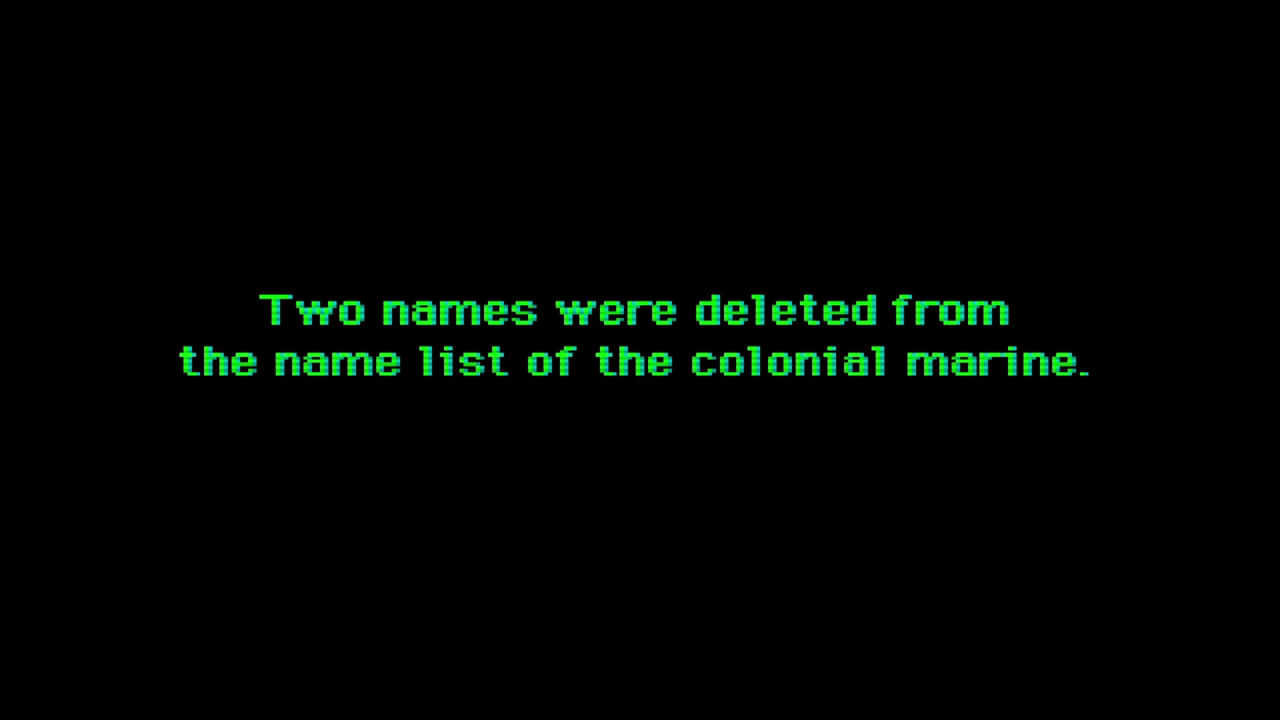 Two names were deleted from
the name list of the colonial marine.